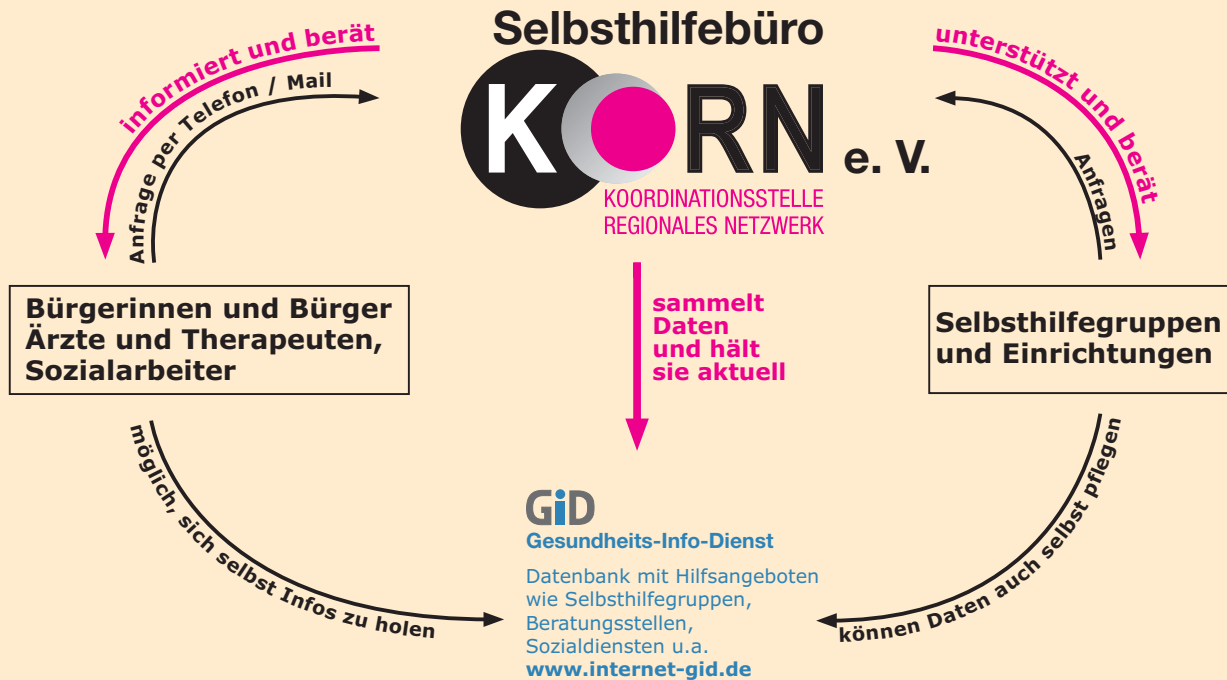 Selbsthilfebüro
KORN e. V.
KOORDINATIONSSTELLE
REGIONALES NETZWERK
informiert und berät
Anfrage per Telefon / Mail
unterstützt und berät
Anfragen
Bürgerinnen und Bürger
Ärzte und Therapeuten,
Sozialarbeiter
sammelt
Daten
und hält
sie aktuell
Selbsthilfegruppen
und Einrichtungen
möglich, sich selbst Infos zu holen
können Daten auch selbst pflegen
GiD
Gesundheits-Info-Dienst
Datenbank mit Hilfsangeboten
wie Selbsthilfegruppen,
Beratungsstellen,
Sozialdiensten u.a.
www.internet-gid.de